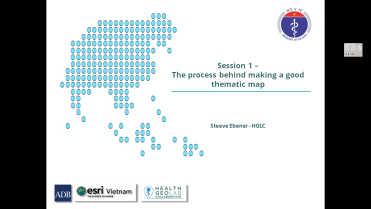 Session 1 –
The process behind making a good
thematic map
Steeve Ebener - HGLC
ADB
esri Vietnam
HEALTH
GEOLAB
COLLABORATIVE